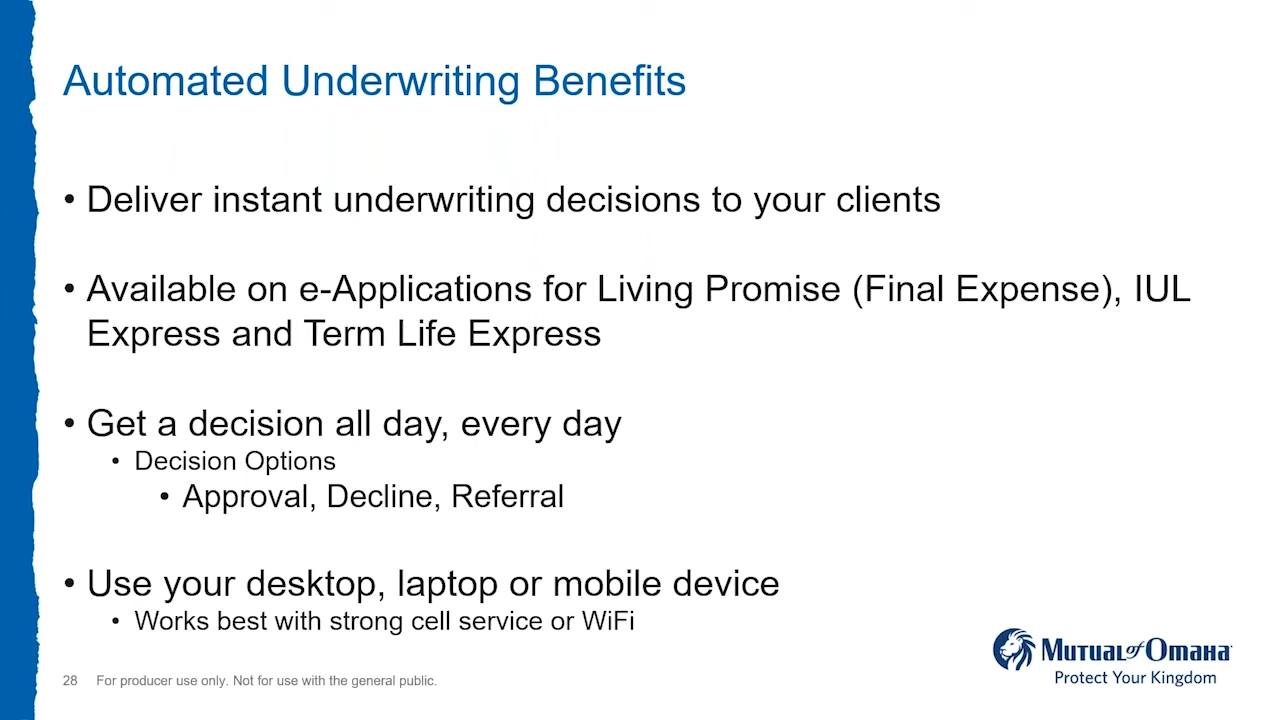 Automated Underwriting Benefits
• Deliver instant underwriting decisions to your clients
• Available on e-Applications for Living Promise (Final Expense), IUL
Express and Term Life Express
• Get a decision all day, every day
• Decision Options
• Approval, Decline, Referral
• Use your desktop, laptop or mobile device
• Works best with strong cell service or WiFi
28 For producer use only. Not for use with the general public.
Mutual of Omaha
Protect Your Kingdom